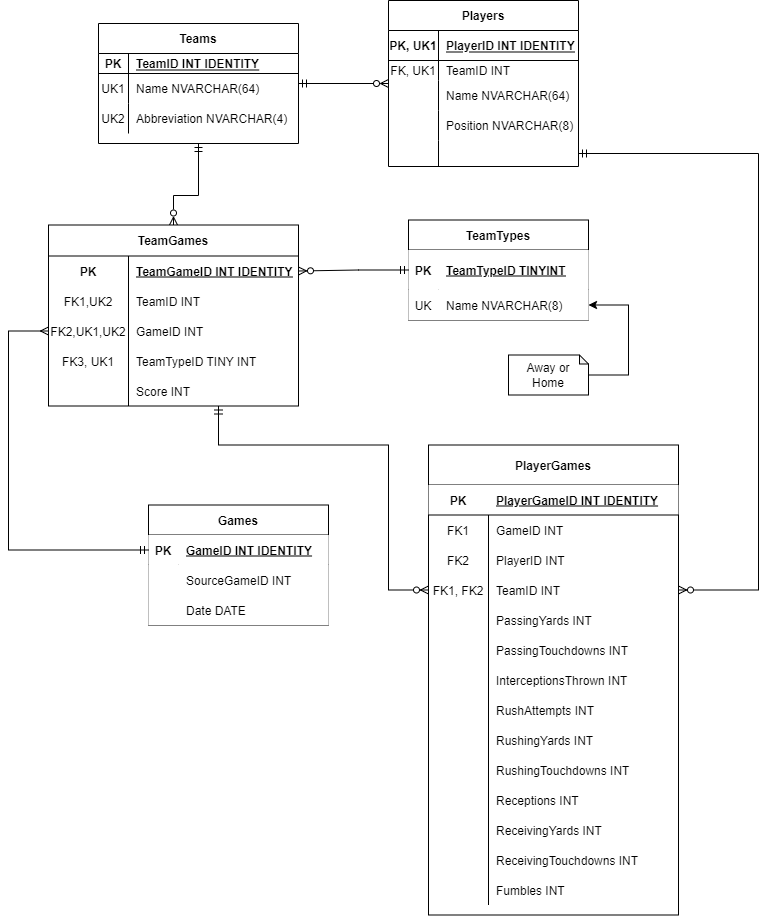 Teams
PK TeamID INT IDENTITY
UK1 Name NVARCHAR(64)
UK2 Abbreviation NVARCHAR(4)
Players
PK, UK1 PlayerID INT IDENTITY
FK, UK1 TeamID INT
Name NVARCHAR(64)
Position NVARCHAR(8)
TeamGames
PK TeamGameID INT IDENTITY
FK1,UK2 TeamID INT
FK2,UK1,UK2 GameID INT
FK3, UK1 TeamTypeID TINY INT
Score INT
TeamTypes
PK TeamTypeID TINYINT
UK Name NVARCHAR(8)
Away or
Home
Games
PK GameID INT IDENTITY
SourceGameID INT
Date DATE
PlayerGames
PK PlayerGameID INT IDENTITY
FK1 GameID INT
FK2 PlayerID INT
FK1, FK2 TeamID INT
PassingYards INT
PassingTouchdowns INT
InterceptionsThrown INT
RushAttempts INT
RushingYards INT
RushingTouchdowns INT
Receptions INT
ReceivingYards INT
ReceivingTouchdowns INT
Fumbles INT